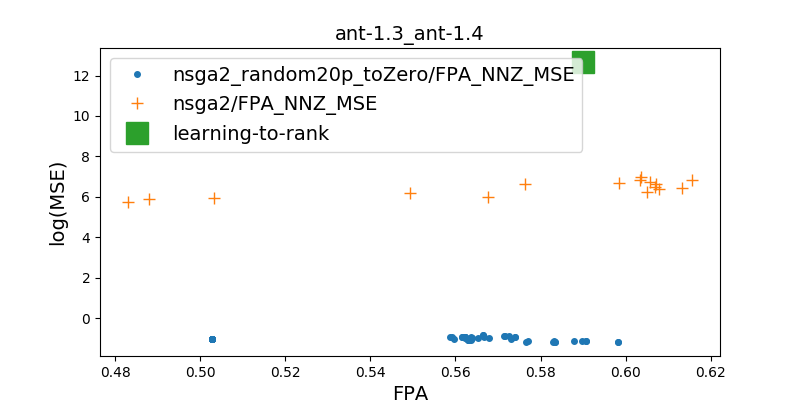 ant-1.3_ant-1.4
nsga2_random20p_toZero/FPA_NNZ_MSE
nsga2/FPA_NNZ_MSE
learning-to-rank
log(MSE)
12
10
8
6
4
2
0
0.48 0.50 0.52 0.54 0.56 0.58 0.60 0.62
FPA